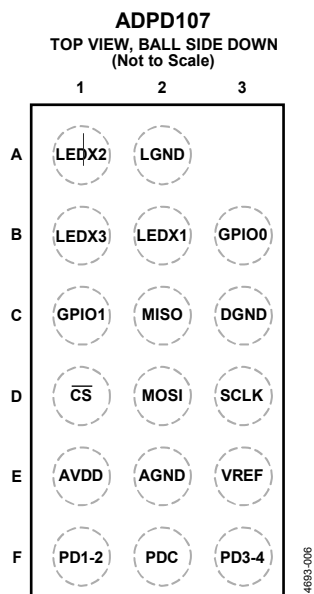 ADPD107
TOP VIEW, BALL SIDE DOWN
(Not to Scale)
1 2 3
A LEDX2 LGND
B LEDX3 LEDX1 GPIO0
C GPIO1 MISO DGND
D CS MOSI SCLK
E AVDD AGND VREF
F PD1-2 PDC PD3-4
4693-006